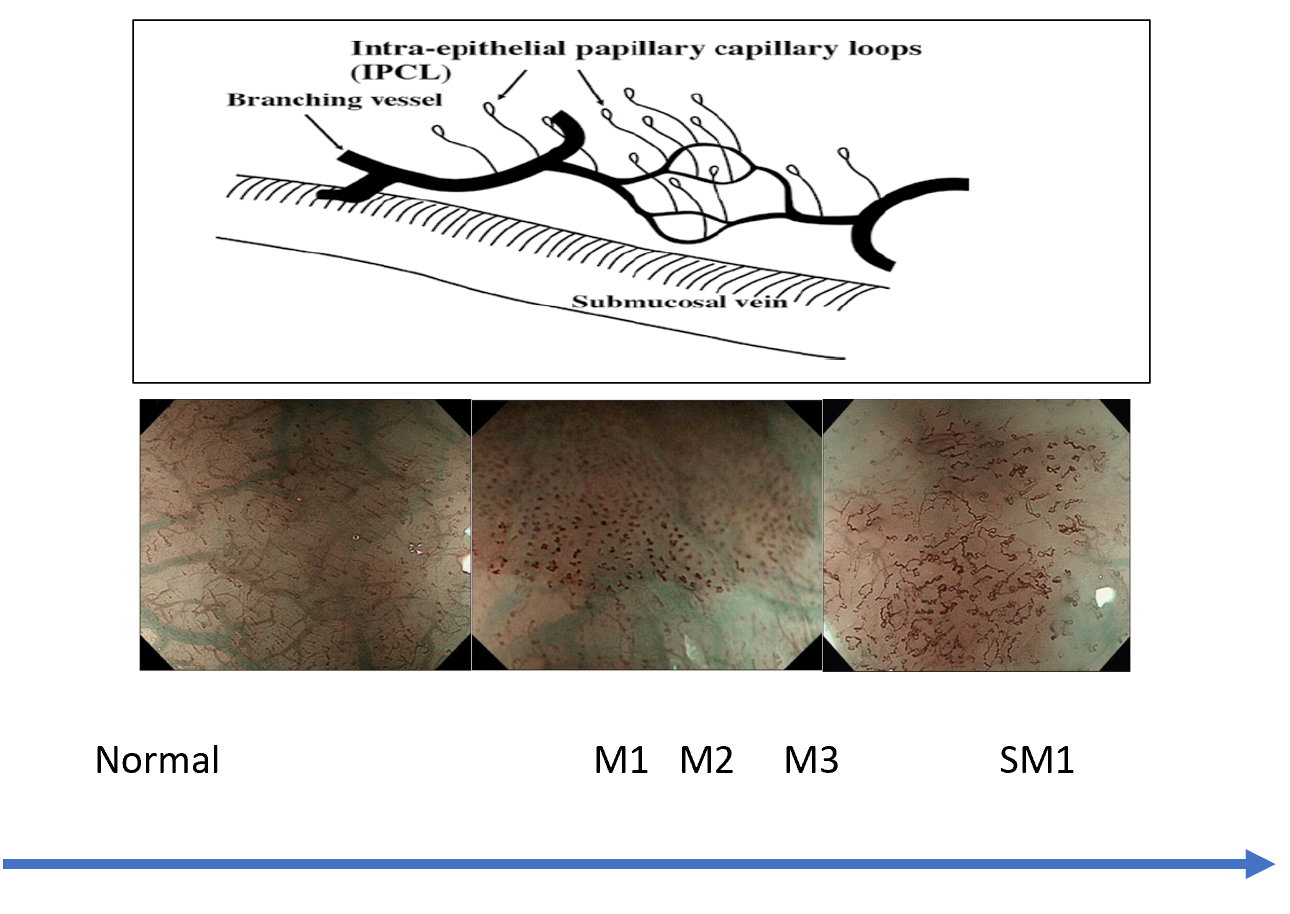 Intra-epithelial papillary capillary loops
(IPCL)
Branching vessel
Submucosal vein
Normal M1 M2 M3 SM1